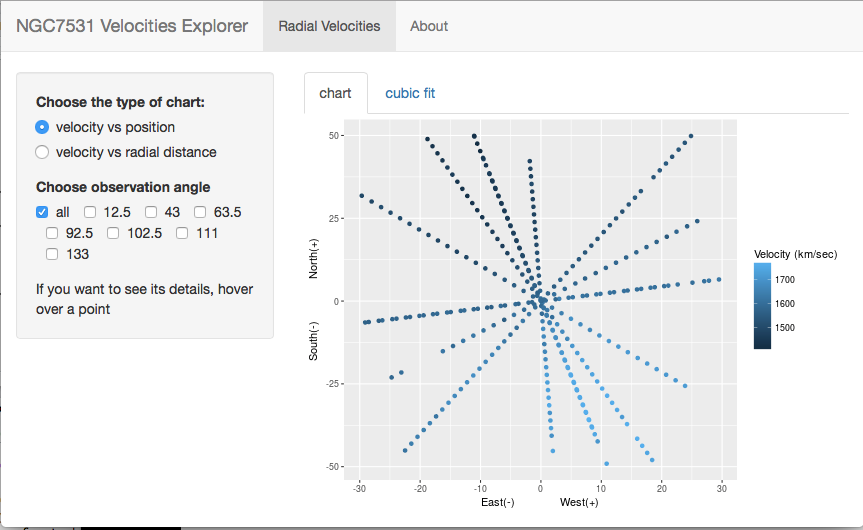 NGC7531 Velocities Explorer Radial Velocities About
Choose the type of chart:
velocity vs position
velocity vs radial distance
Choose observation angle
all 12.5 43 63.5
92.5 102.5 111
133
If you want to see its details, hover
over a point
chart cubic fit
50
25
0
-25
-50
North(+)
South(-)
-30 -20 -10 0 10 20 30
East(-) West(+)
Velocity (km/sec)
1700
1600
1500